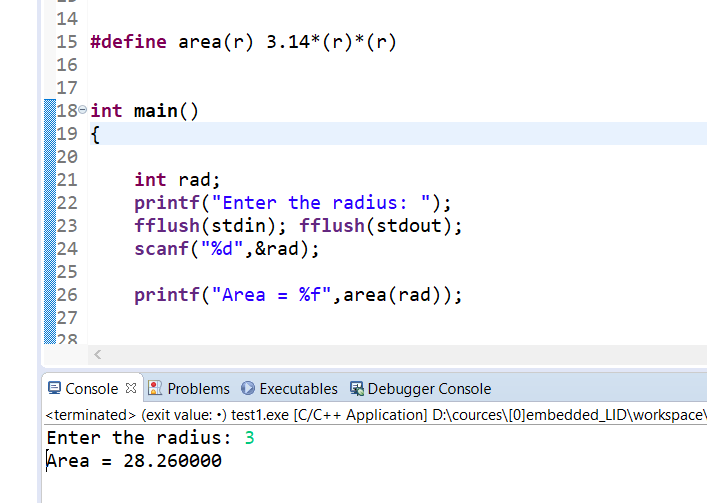 14
15 #define area(r) 3.14*(r)*(r)
16
17
18 int main()
19 {
20
21 int rad;
22 printf("Enter the radius: ");
23 fflush(stdin); fflush(stdout);
24 scanf("%d",&rad);
25
26 printf("Area = %f",area(rad));
27
28
Console Problems Executables Debugger Console
<terminated> (exit value: •) test1.exe [C/C++ Application] D:\cources\[0]embedded_LID\workspace\
Enter the radius: 3
Area = 28.260000